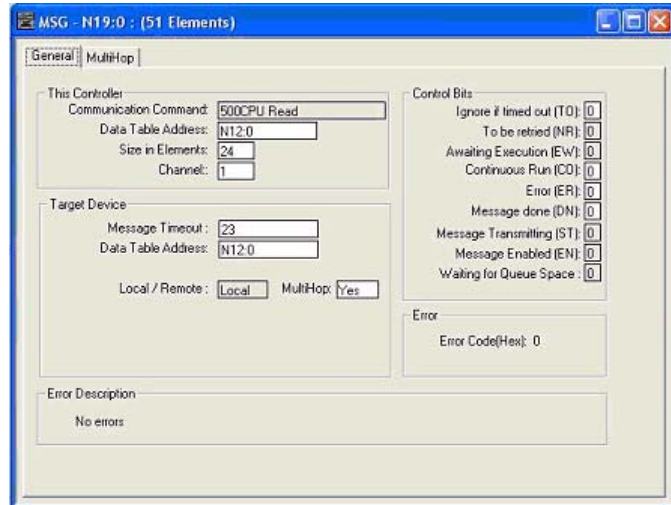 MSG - N19:0 : (51 Elements)
General MultiHop
This Controller
Communication Command: 500CPU Read
Data Table Address: N12:0
Size in Elements: 24
Channel:: 1
Target Device
Message Timeout : 23
Data Table Address: N12:0
Local / Remote : Local MultiHop: Yes
Control Bits
Ignore if timed out (TO): 0
To be retried (NR): 0
Awaiting Execution (EW): 0
Continuous Run (CO): 0
Error (ER): 0
Message done (DN): 0
Message Transmitting (ST): 0
Message Enabled (EN): 0
Waiting for Queue Space : 0
Error
Error Code(Hex): 0
Error Description
No errors